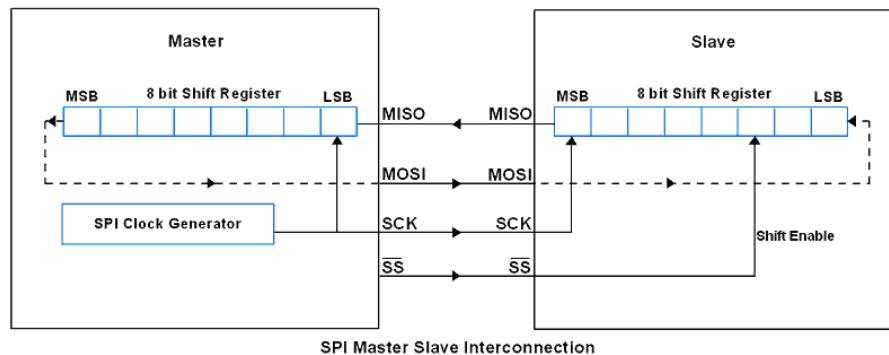 Master
Slave
MSB 8 bit Shift Register LSB
MISO MISO
MSB 8 bit Shift Register LSB
MOSI MOSI
SPI Clock Generator
SCK SCK
Shift Enable
SS SS
SPI Master Slave Interconnection